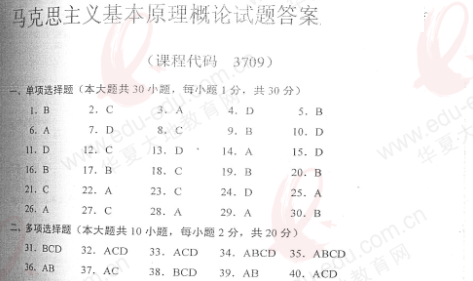 马克思主义基本原理概论试题答案
（课程代码 3709）
一、单项选择题（本大题共30小题，每小题1分，共30分）
1. B 2. C 3. A 4. D 5. B
6. A 7. D 8. C 9. B 10. D
11. D 12. C 13. D 14. A 15. D
16. B 17. B 18. C 19. B 20. B
21. C 22. A 23. C 24. D 25. A
26. A 27. C 28. A 29. A 30. B
二、多项选择题（本大题共10小题，每小题2分，共20分）
31. BCD 32. ACD 33. ACD 34. ABCD 35. ABCD
36. AB 37. AC 38. BCD 39. AB 40. ACD